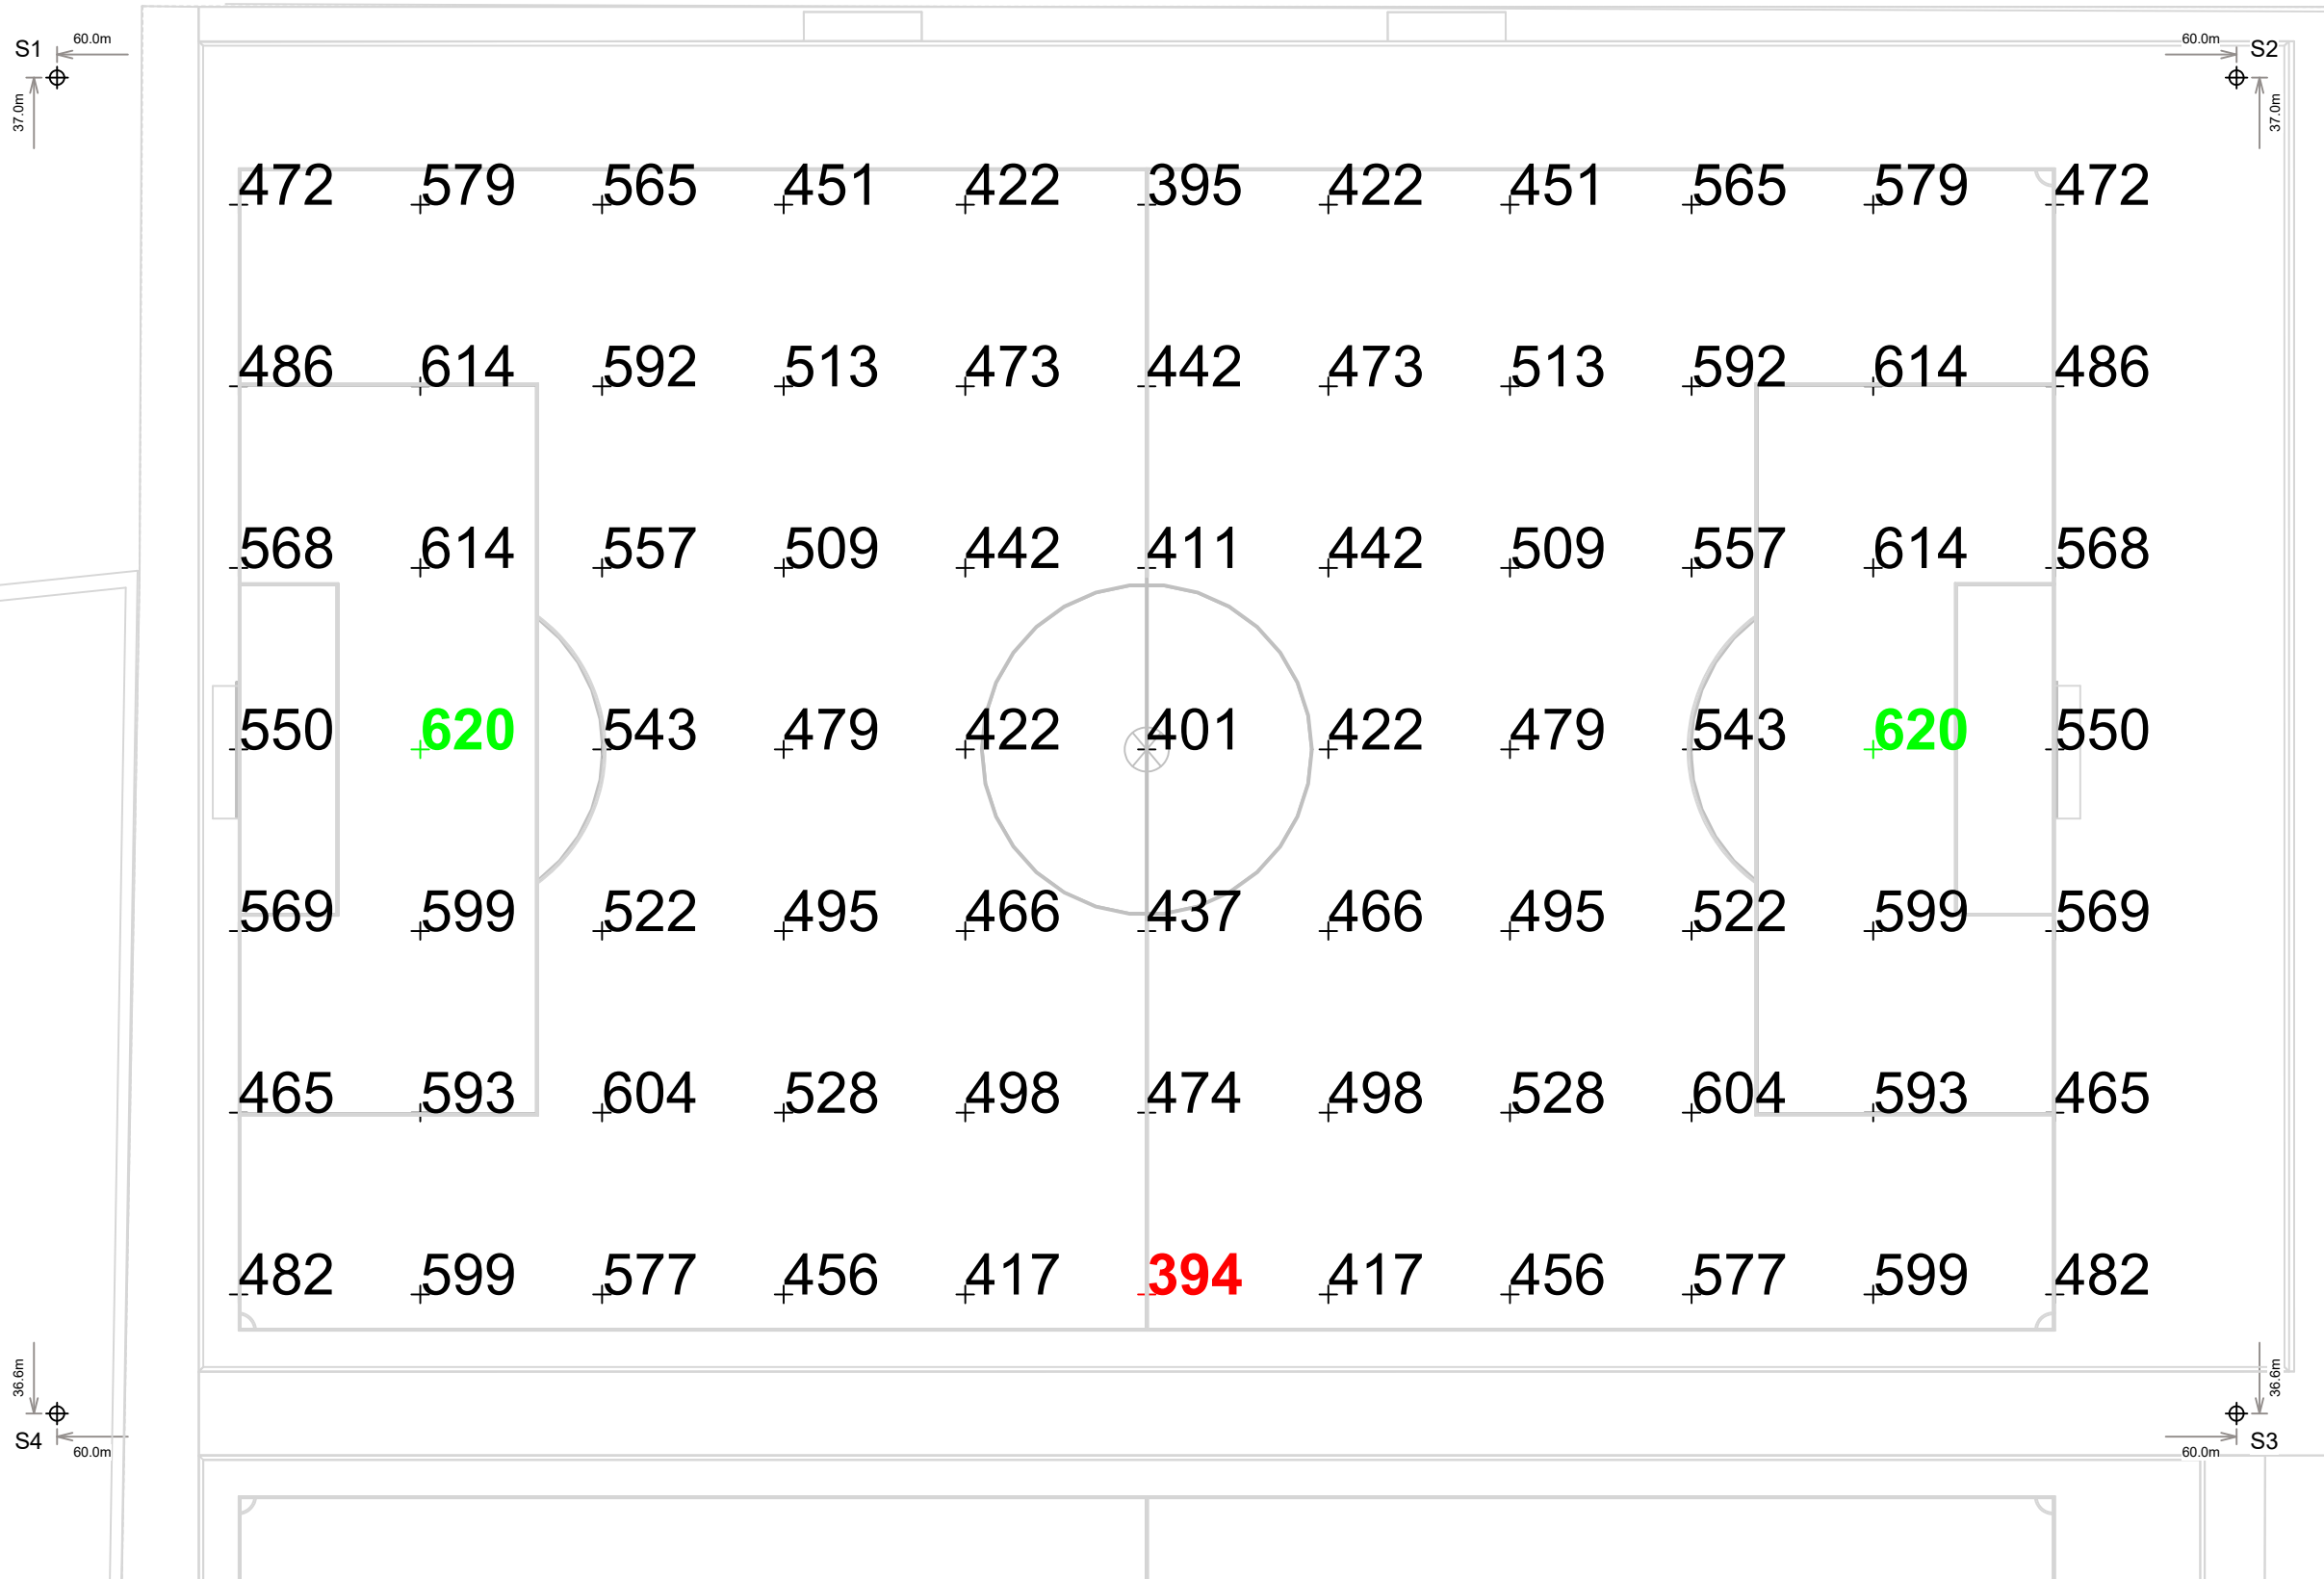 60.0m 60.0m
S1 S2
37.0m 37.0m
472 579 565 451 422 395 422 451 565 579 472
486 614 592 513 473 442 473 513 592 614 486
568 614 557 509 442 411 442 509 557 614 568
550 620 543 479 422 401 422 479 543 620 550
569 599 522 495 466 437 466 495 522 599 569
465 593 604 528 498 474 498 528 604 593 465
482 599 577 456 417 394 417 456 577 599 482
36.6m 36.6m
S4 S3
60.0m 60.0m